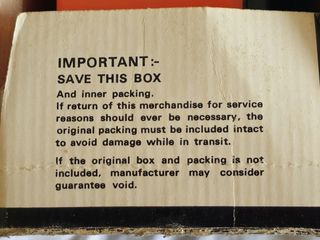 IMPORTANT:-
SAVE THIS BOX
And inner packing.
If return of this merchandise for service
reasons should ever be necessary, the
original packing must be included intact
to avoid damage while in transit.
If the original box and packing is not
included, manufacturer may consider
guarantee void.